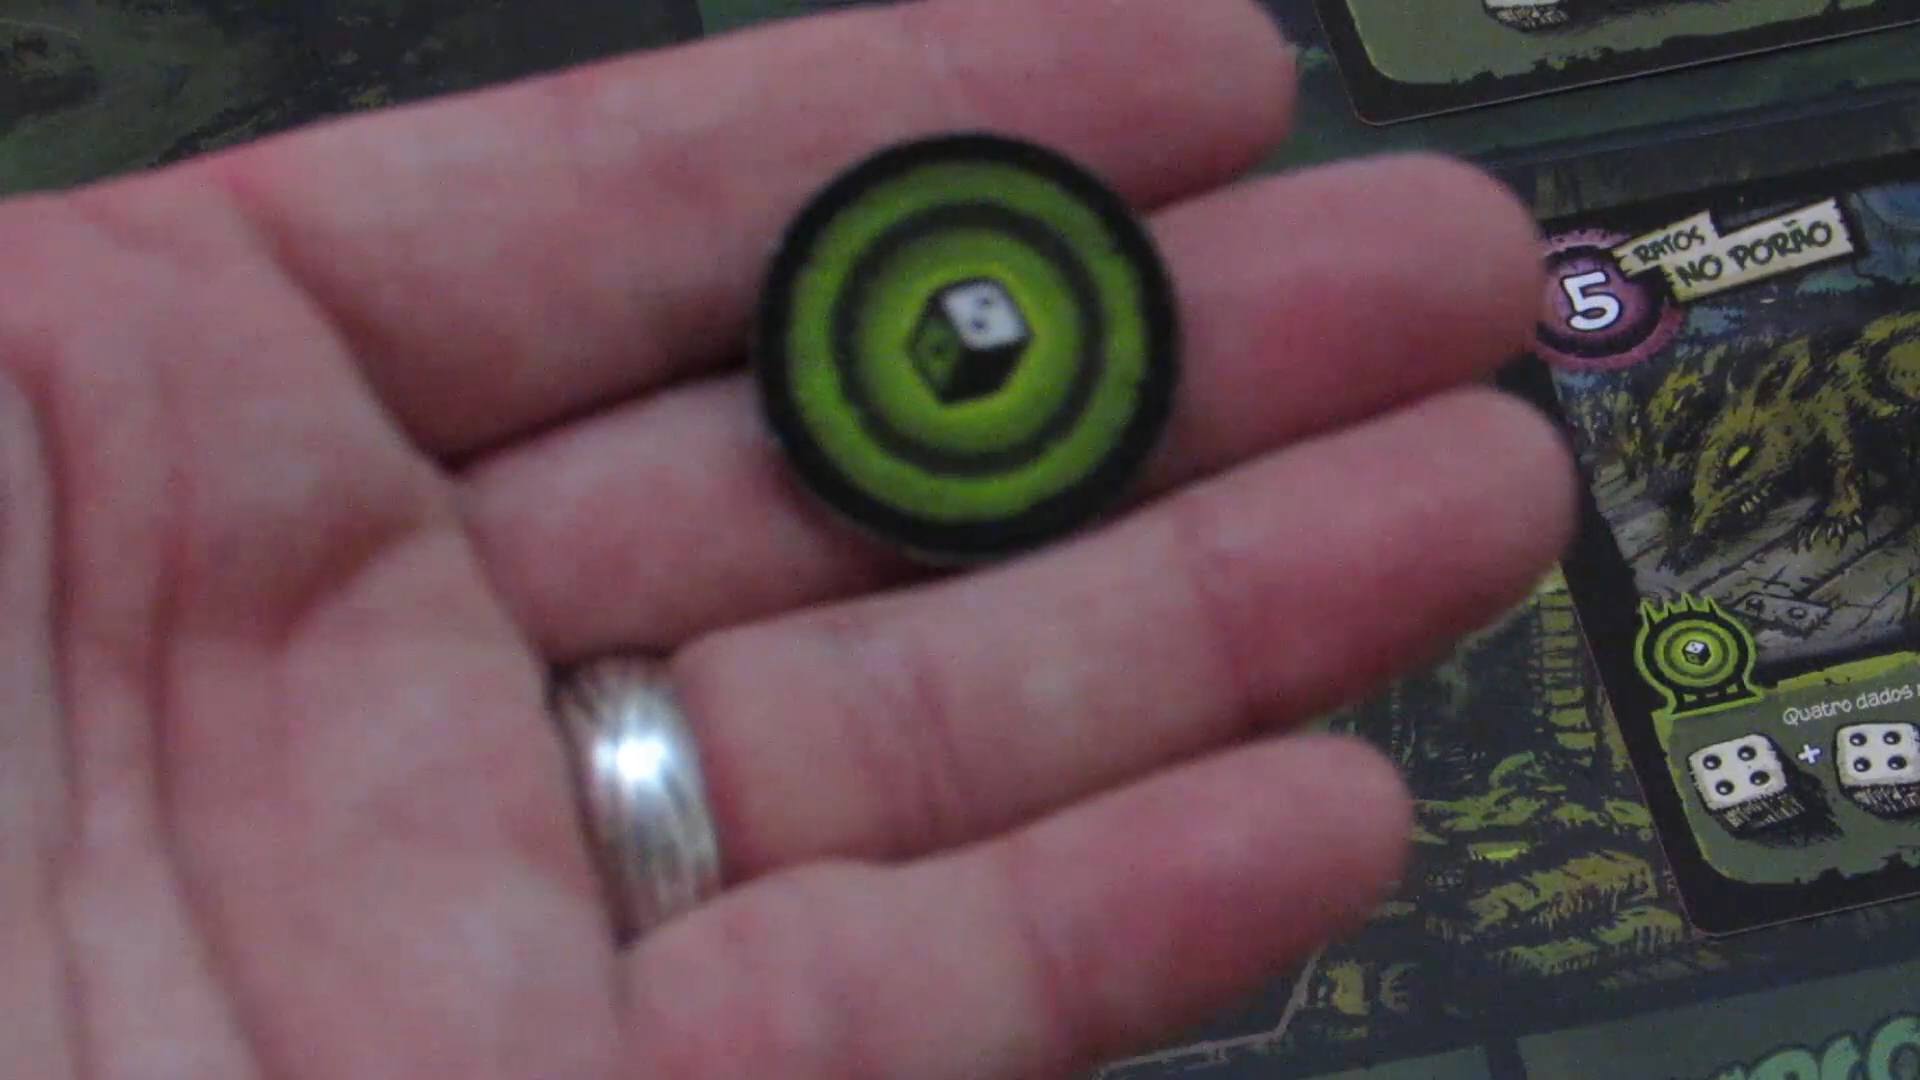 5
RATOS
NO PORÃO
Quatro dados
+